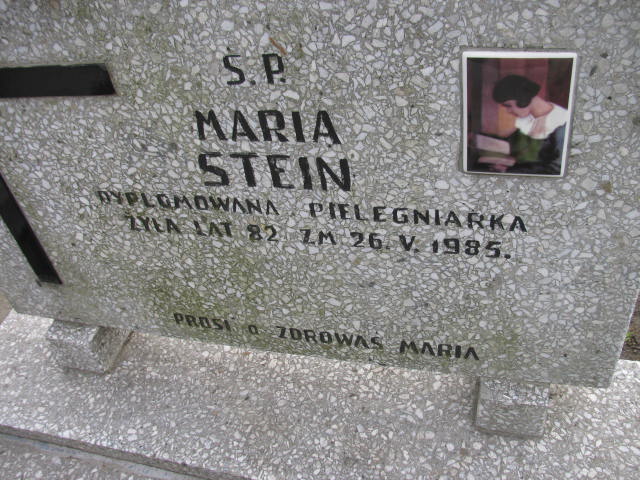 Ś.P.
MARIA
STEIN
DYPLOMOWANA PIELĘGNIARKA
ŻYŁA LAT 82 ZM 26.V.1985.
PROSI O ZDROWAŚ MARIA